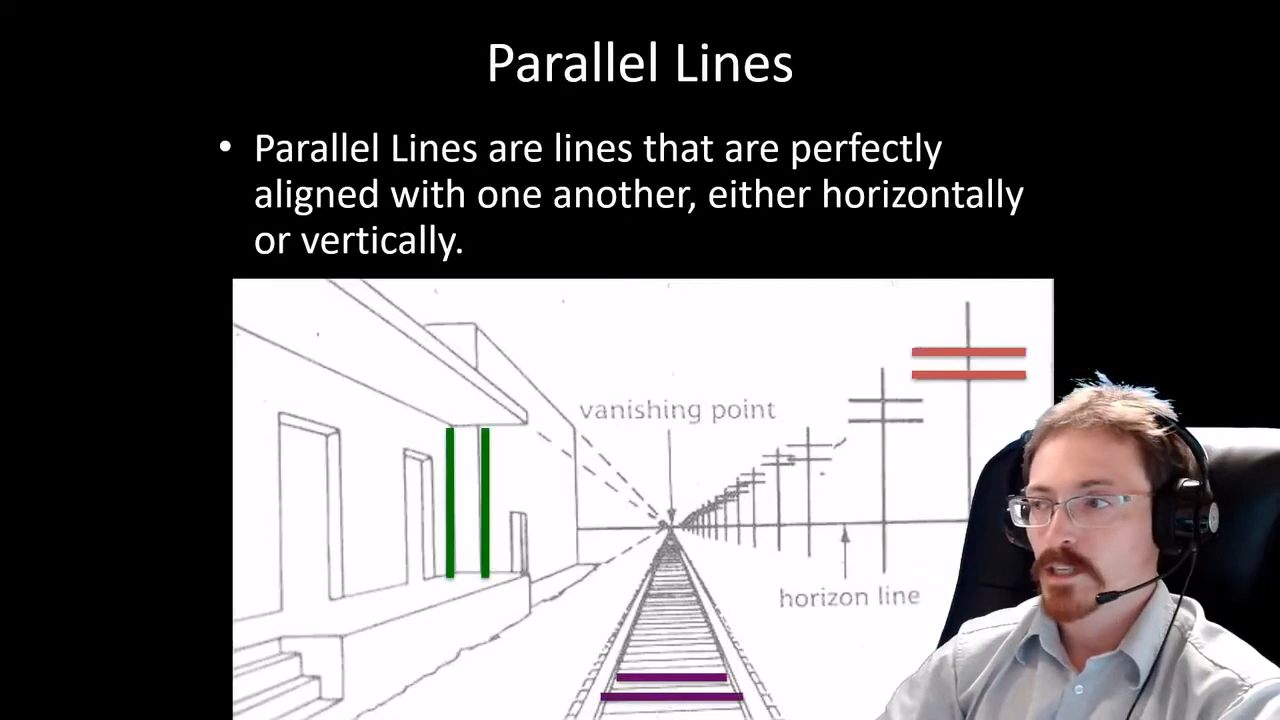 Parallel Lines
• Parallel Lines are lines that are perfectly
aligned with one another, either horizontally
or vertically.
vanishing point
horizon line